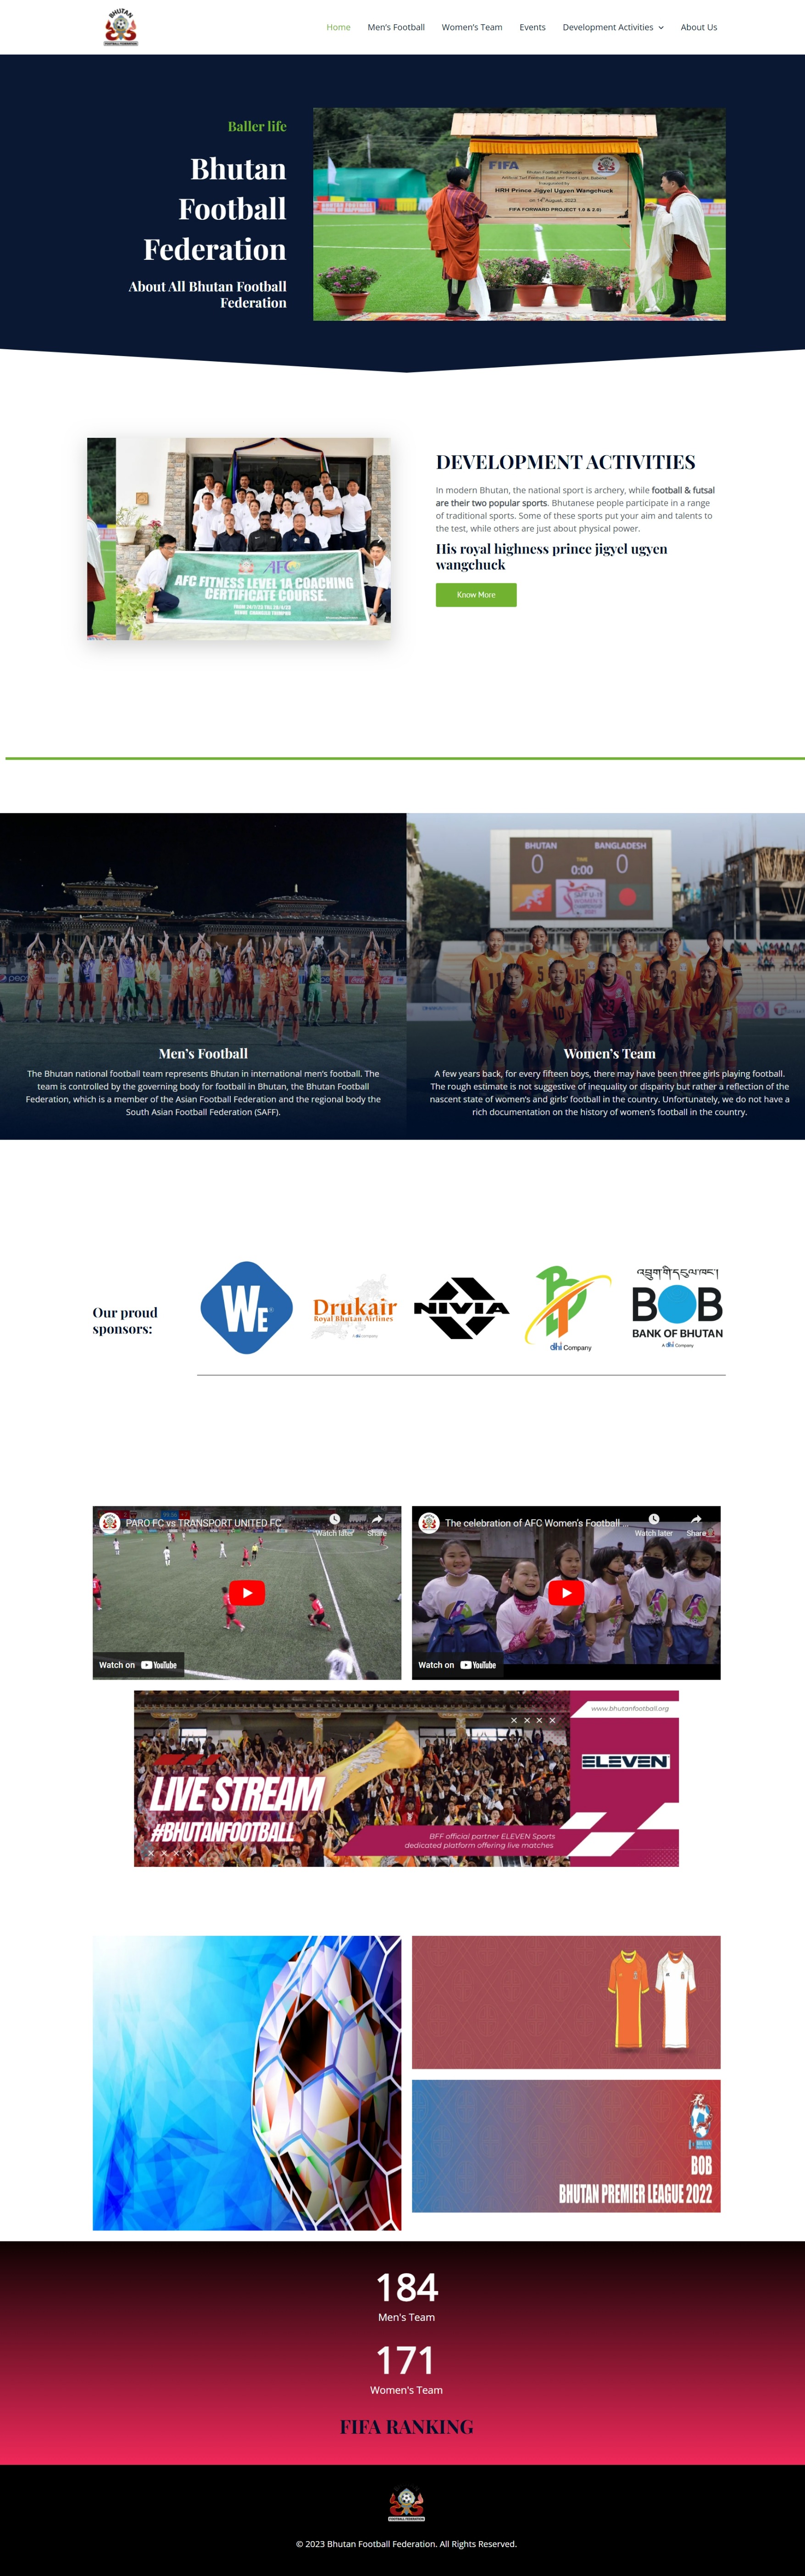 BHUTAN
FOOTBALL FEDERATION
Home
Men's Football
Women's Team
Events
Development Activities
About Us
Baller life
Bhutan
Football
Federation
About All Bhutan Football
Federation
FIFA
Inaugurated by
HRH Prince Jigyel Ugyen Wangchuck
on 14th August, 2023
FIFA FORWARD PROJECT 1.0 & 2.0)
AFC
AFC FITNESS LEVEL 1A COACHING
CERTIFICATE COURSE.
DEVELOPMENT ACTIVITIES
In modern Bhutan, the national sport is archery, while football & futsal
are their two popular sports. Bhutanese people participate in a range
of traditional sports. Some of these sports put your aim and talents to
the test, while others are just about physical power.
His royal highness prince jigyel ugyen
wangchuck
Know More
Men's Football
The Bhutan national football team represents Bhutan in international men's football. The
team is controlled by the governing body for football in Bhutan, the Bhutan Football
Federation, which is a member of the Asian Football Federation and the regional body the
South Asian Football Federation (SAFF).
BHUTAN
BANGLADESH
0
TIME
0:00
0
WOMEN'S
5
15
10
Women's Team
A few years back, for every fifteen boys, there may have been three girls playing football.
The rough estimate is not suggestive of inequality or disparity but rather a reflection of the
nascent state of women's and girls' football in the country. Unfortunately, we do not have a
rich documentation on the history of women's football in the country.
Our proud
sponsors:
WE®
Drukair
Royal Bhutan Airlines
A dhi Company
NIVIA
BT
dhi Company
འབྲུག་གི་དངུལ་ཁང་།
BOB
BANK OF BHUTAN
A dhi Company
PARO FC vs TRANSPORT UNITED FC
Watch later
Share
Watch on YouTube
The celebration of AFC Women's Football ...
Watch later
Share
Watch on YouTube
LIVE STREAM
#BHUTANFOOTBALL
BFF official partner ELEVEN Sports
dedicated platform offering live matches
www.bhutanfootball.org
ELEVEN
BOB
BHUTAN PREMIER LEAGUE 2022
184
Men's Team
171
Women's Team
FIFA RANKING
FOOTBALL FEDERATION
© 2023 Bhutan Football Federation. All Rights Reserved.